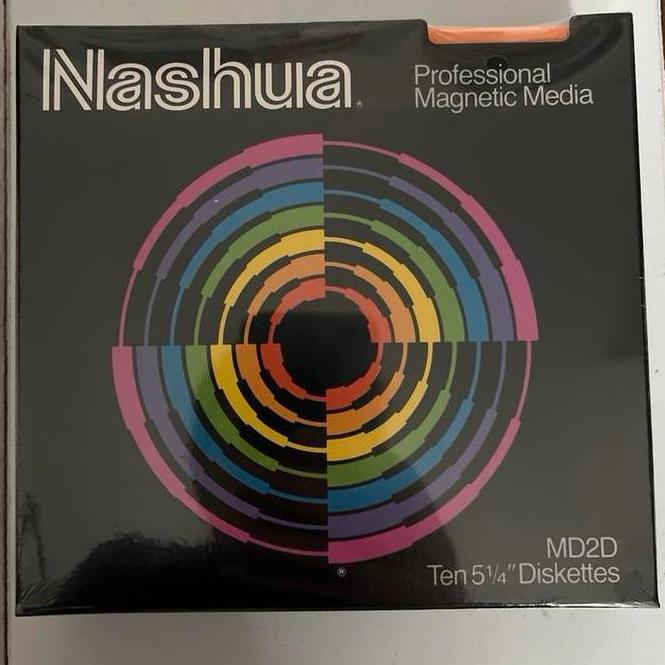 Nashua®
Professional
Magnetic Media
®
MD2D
Ten 5¼" Diskettes